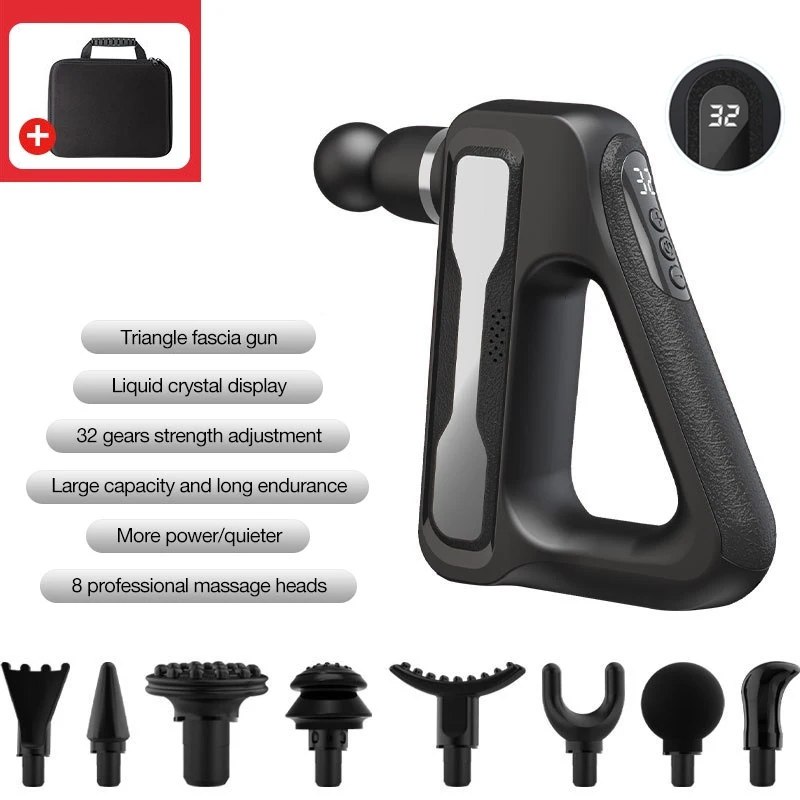 32
32
Triangle fascia gun
Liquid crystal display
32 gears strength adjustment
Large capacity and long endurance
More power/quieter
8 professional massage heads